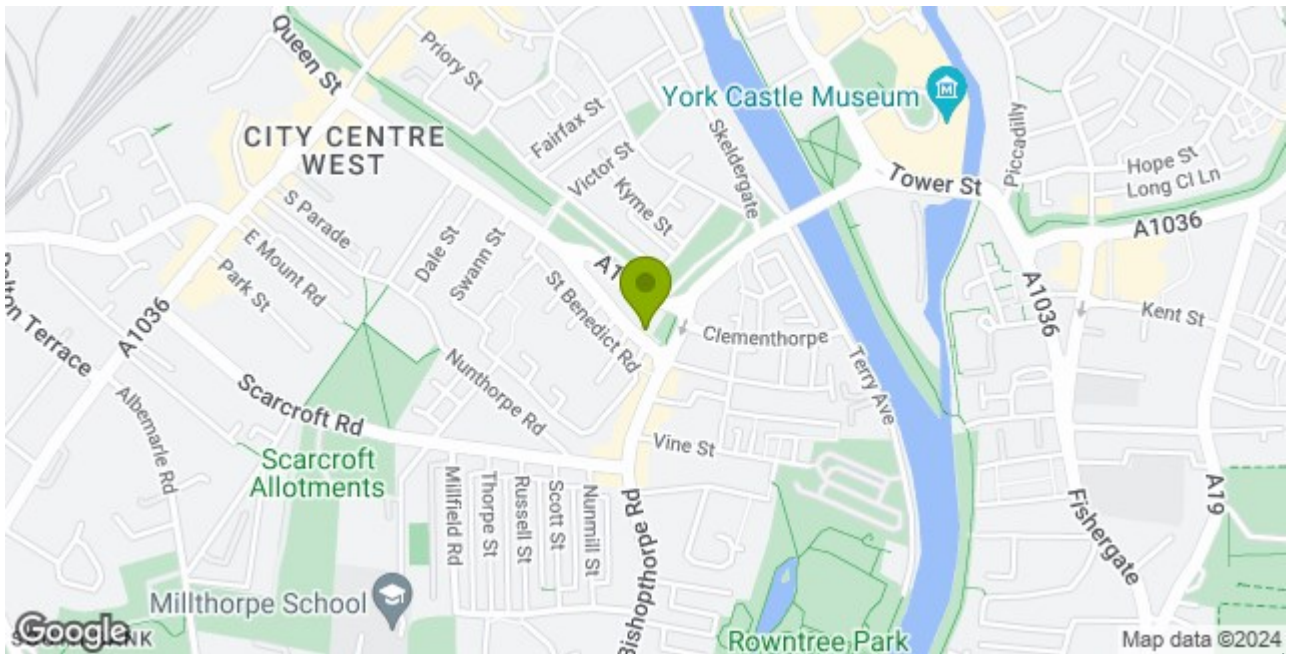 Queen St
Priory St
CITY CENTRE
WEST
Fairfax St
Victor St
Kyme St
Skeldergate
York Castle Museum
Piccadilly
Hope St
Long Cl Ln
Tower St
A1036
A1036
Kent St
S Parade
E Mount Rd
Park St
Dale St
Swann St
St Benedict Rd
Nunthorpe Rd
Clementhorpe
Terry Ave
A1036
Terrace
Albemarle Rd
Scarcroft Rd
Scarcroft
Allotments
Vine St
Millfield Rd
Thorpe St
Russell St
Scott St
Nunmill St
Bishopthorpe Rd
Fishergate
A19
Millthorpe School
Rowntree Park
Google
Map data ©2024